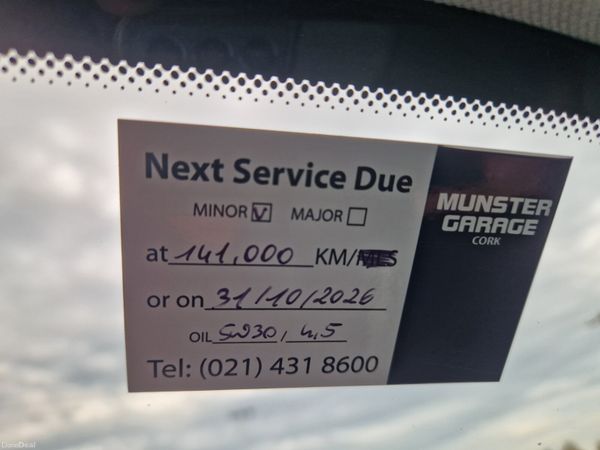 Next Service Due
MINOR V MAJOR
at 141,000 KM/
or on 31/10/2026
OIL 5W30, 4,5
Tel: (021) 431 8600
MUNSTER
GARAGE
CORK
DoneDeal